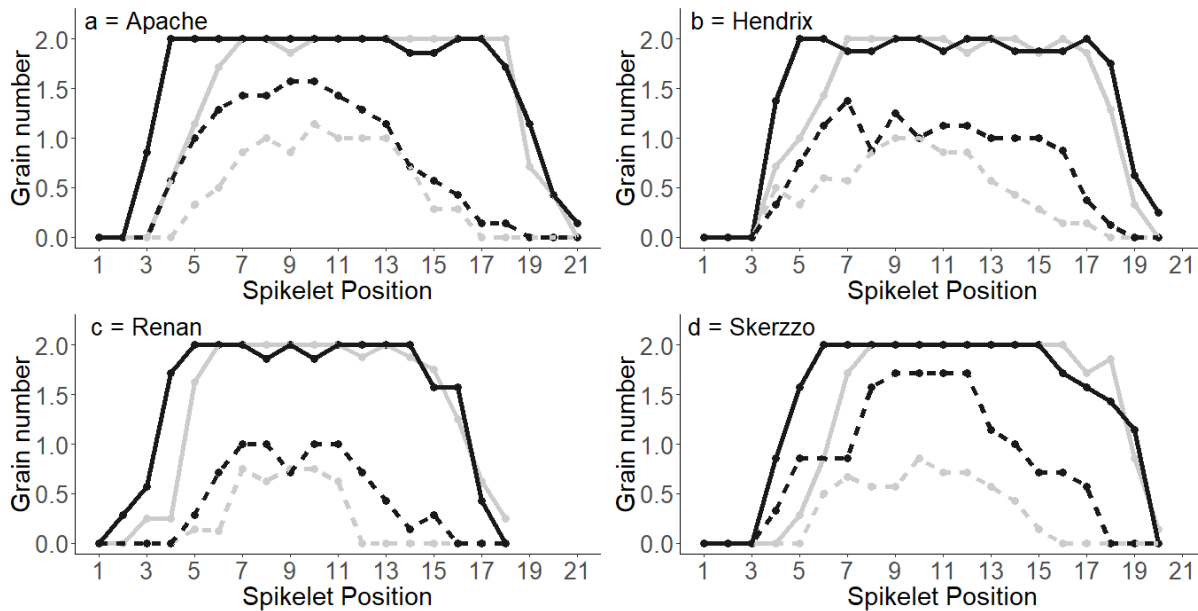 a = Apache
Grain number
2.0
1.5
1.0
0.5
0.0
1 3 5 7 9 11 13 15 17 19 21
Spikelet Position
b = Hendrix
Grain number
2.0
1.5
1.0
0.5
0.0
1 3 5 7 9 11 13 15 17 19 21
Spikelet Position
c = Renan
Grain number
2.0
1.5
1.0
0.5
0.0
1 3 5 7 9 11 13 15 17 19 21
Spikelet Position
d = Skerzzo
Grain number
2.0
1.5
1.0
0.5
0.0
1 3 5 7 9 11 13 15 17 19 21
Spikelet Position